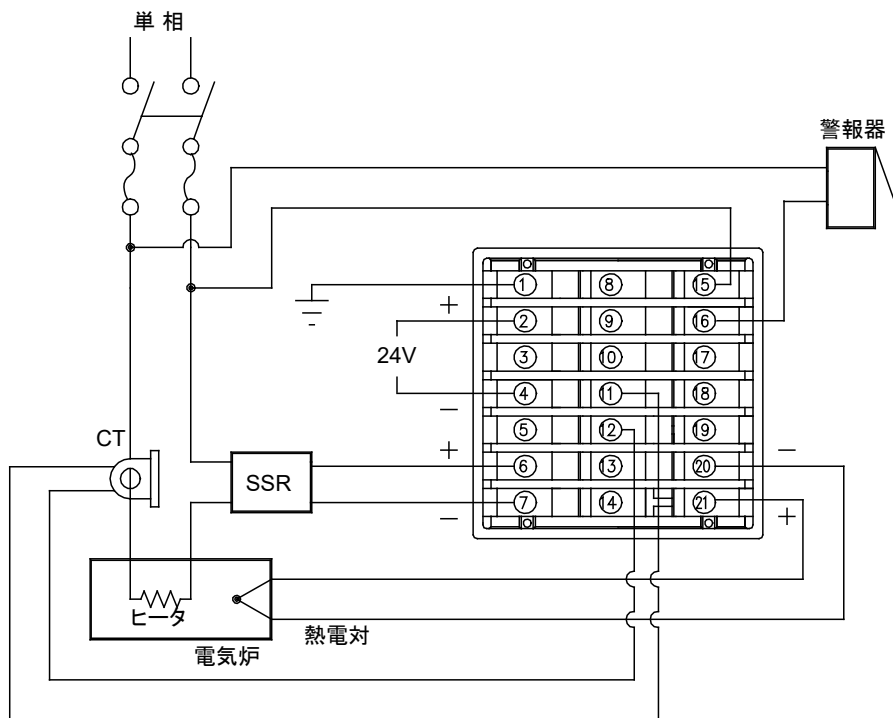 単相
警報器
① ⑧ ⑮
+
② ⑨ ⑯
24V
③ ⑩ ⑰
④ ⑪ ⑱
−
CT
⑤ ⑫ ⑲
+ −
SSR
⑥ ⑬ ⑳
⑦ ⑭ ㉑
− +
ヒータ
熱電対
電気炉